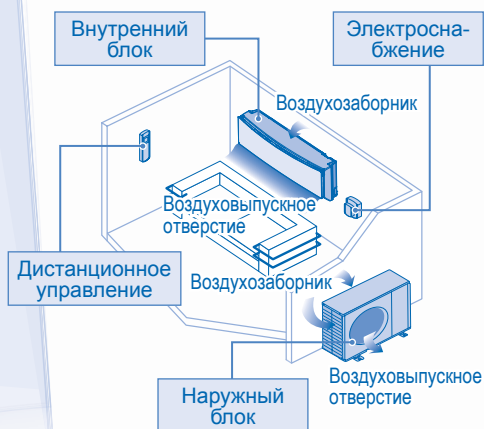 Внутренний
блок
Электросна-
бжение
Воздухозаборник
Воздуховыпускное
отверстие
Дистанционное
управление
Воздухозаборник
Воздуховыпускное
отверстие
Наружный
блок